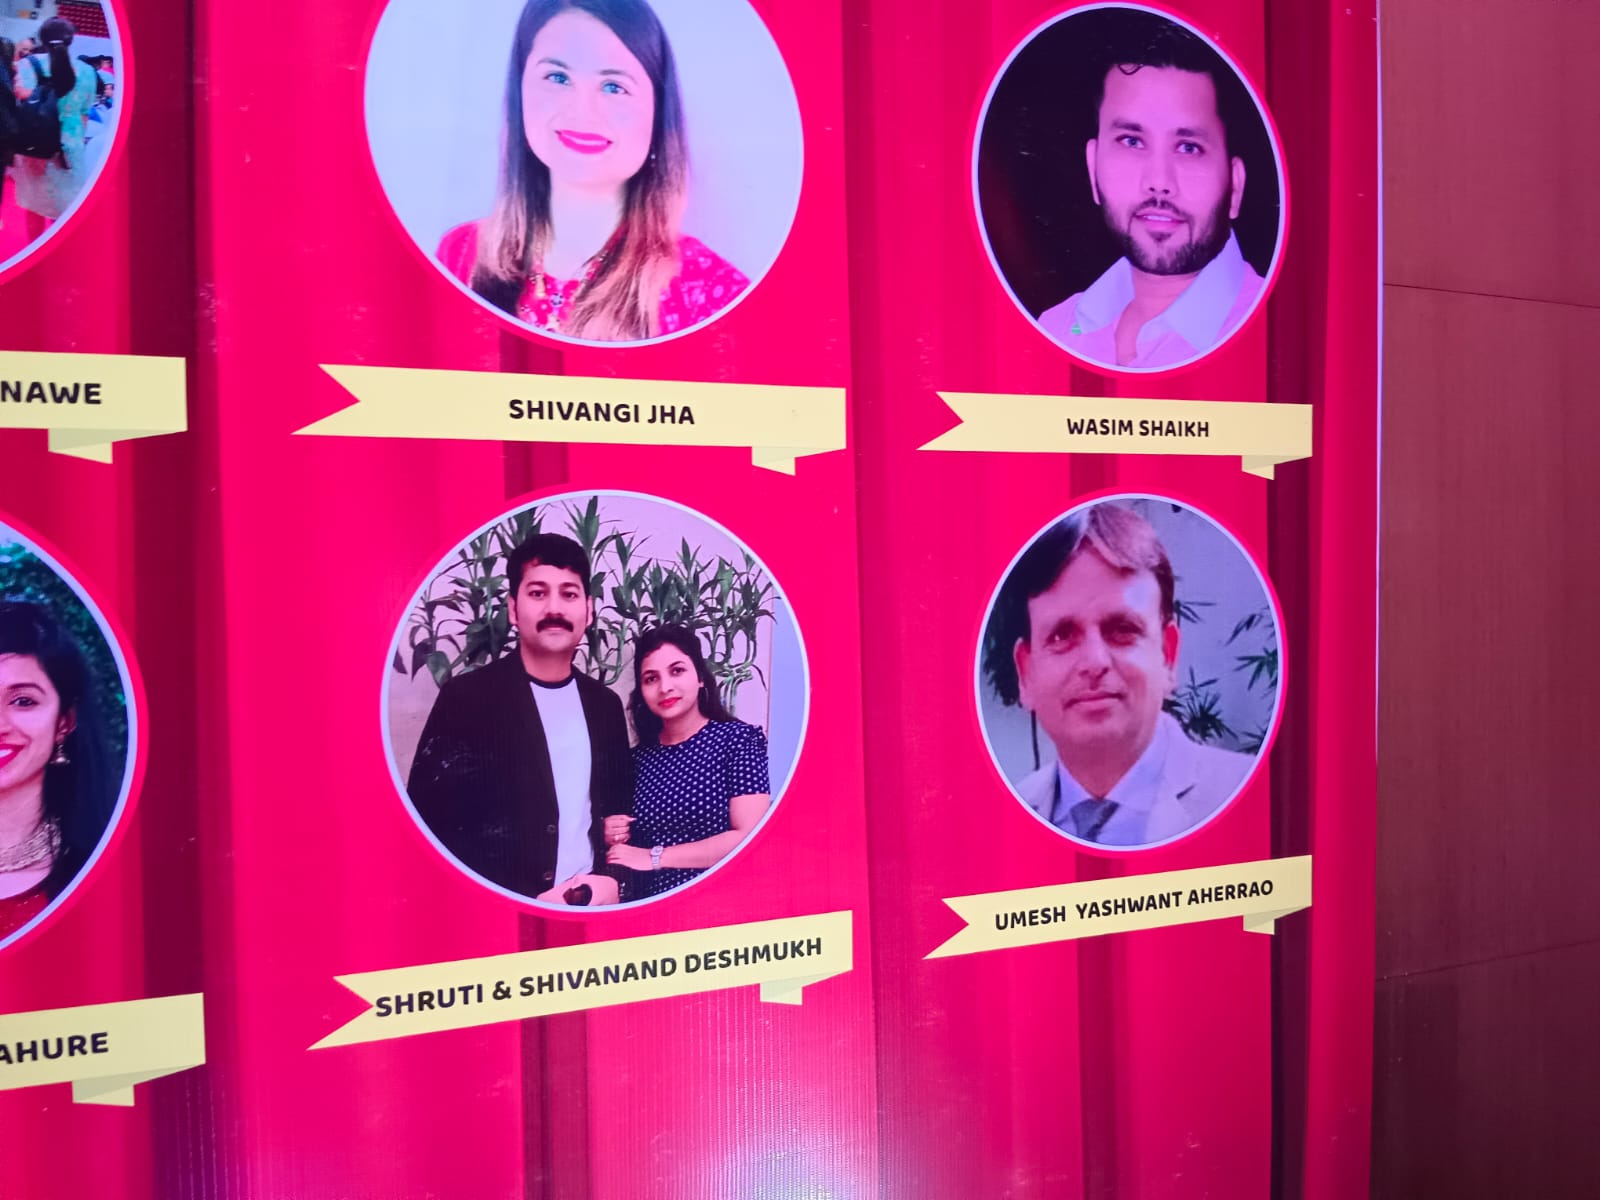 NAWE
SHIVANGI JHA
WASIM SHAIKH
AHURE
SHRUTI & SHIVANAND DESHMUKH
UMESH YASHWANT AHERRAO